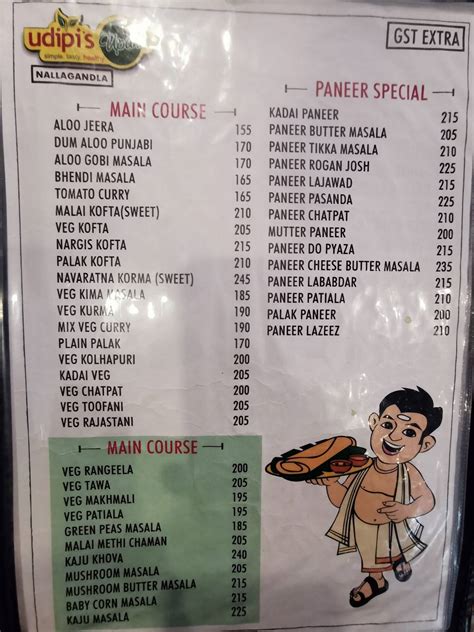 udipi's
simple. tasty. healthy
NALLAGANDLA
GST EXTRA
MAIN COURSE
ALOO JEERA 155
DUM ALOO PUNJABI 170
ALOO GOBI MASALA 170
BHENDI MASALA 165
TOMATO CURRY 165
MALAI KOFTA(SWEET) 210
VEG KOFTA 205
NARGIS KOFTA 205
PALAK KOFTA 210
NAVARATNA KORMA (SWEET) 245
VEG KIMA MASALA 185
VEG KURMA 190
MIX VEG CURRY 190
PLAIN PALAK 170
VEG KOLHAPURI 200
KADAI VEG 205
VEG CHATPAT 200
VEG TOOFANI 205
VEG RAJASTANI 205
MAIN COURSE
VEG RANGEELA 200
VEG TAWA 205
VEG MAKHMALI 195
VEG PATIALA 195
GREEN PEAS MASALA 185
MALAI METHI CHAMAN 205
KAJU KHOVA 240
MUSHROOM MASALA 205
MUSHROOM BUTTER MASALA 215
BABY CORN MASALA 215
KAJU MASALA 225
PANEER SPECIAL
KADAI PANEER 215
PANEER BUTTER MASALA 205
PANEER TIKKA MASALA 210
PANEER ROGAN JOSH 225
PANEER LAJAWAD 215
PANEER PASANDA 225
PANEER CHATPAT 210
MUTTER PANEER 200
PANEER DO PYAZA 215
PANEER CHEESE BUTTER MASALA 235
PANEER LABABDAR 215
PANEER PATIALA 210
PALAK PANEER 200
PANEER LAZEEZ 210